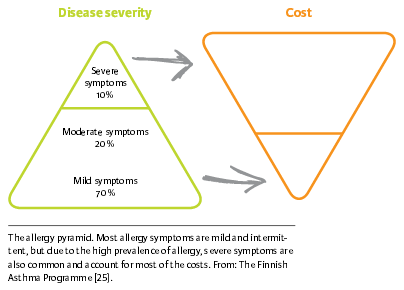 Disease severity
Cost
Severe
symptoms
10%
Moderate symptoms
20%
Mild symptoms
70%
The allergy pyramid. Most allergy symptoms are mild and intermit-
tent, but due to the high prevalence of allergy, severe symptoms are
also common and account for most of the costs. From: The Finnish
Asthma Programme [25].